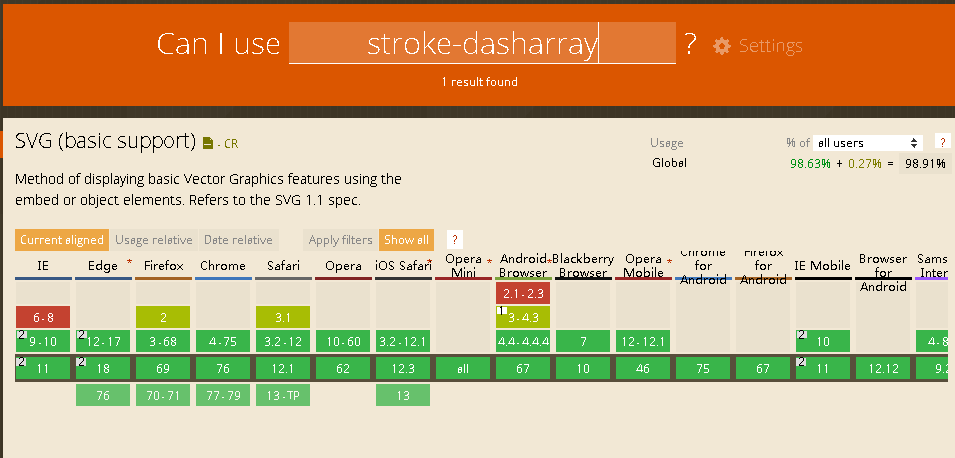 Can I use stroke-dasharray ? Settings
1 result found
SVG (basic support) - CR
Usage % of all users ?
Global 98.63% + 0.27% = 98.91%
Method of displaying basic Vector Graphics features using the
embed or object elements. Refers to the SVG 1.1 spec.
Current aligned Usage relative Date relative Apply filters Show all ?
IE Edge * Firefox Chrome Safari Opera iOS Safari * Opera Mini * Android Browser * Blackberry Browser Opera Mobile * Chrome for Android Firefox for Android IE Mobile Browser for Android Sams Inter
2.1 - 2.3
6 - 8 2 3.1 1 3 - 4.3
2 9 - 10 2 12 - 17 3 - 68 4 - 75 3.2 - 12 10 - 60 3.2 - 12.1 4.4 - 4.4.4 7 12 - 12.1 2 10 4 - 8
2 11 2 18 69 76 12.1 62 12.3 all 67 10 46 75 67 2 11 12.12 9.2
76 70 - 71 77 - 79 13 - TP 13